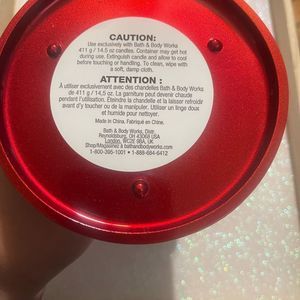 CAUTION:
Use exclusively with Bath & Body Works
411 g / 14.5 oz candles. Container may get hot
during use. Extinguish candle and allow to cool
before touching or handling. To clean, wipe with
a soft, damp cloth.
ATTENTION :
À utiliser exclusivement avec des chandelles Bath & Body Works
de 411 g / 14,5 oz. La garniture peut devenir chaude
pendant l'utilisation. Éteindre la chandelle et la laisser refroidir
avant d'y toucher ou de la manipuler. Utiliser un linge doux
et humide pour nettoyer.
Made in China. Fabriqué en Chine.
Bath & Body Works, Distr.
Reynoldsburg, OH 43068 USA
London, WC2E 9BA, UK
Shop/Magasinez à bathandbodyworks.com
1-800-395-1001 • 1-888-684-6412